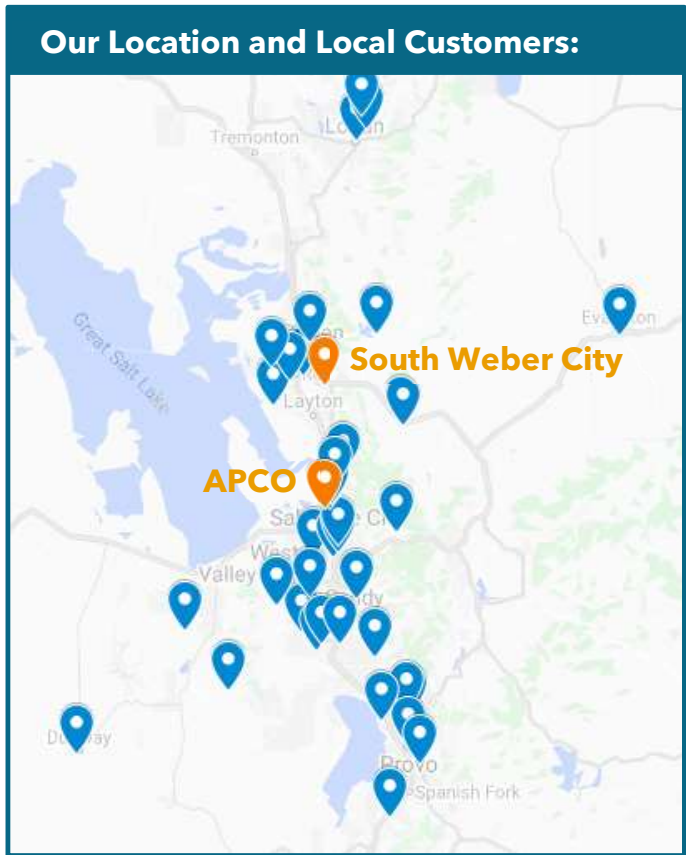 Our Location and Local Customers:
Tremonton
Great Salt Lake
South Weber City
Layton
APCO
Valley
Provo
Spanish Fork